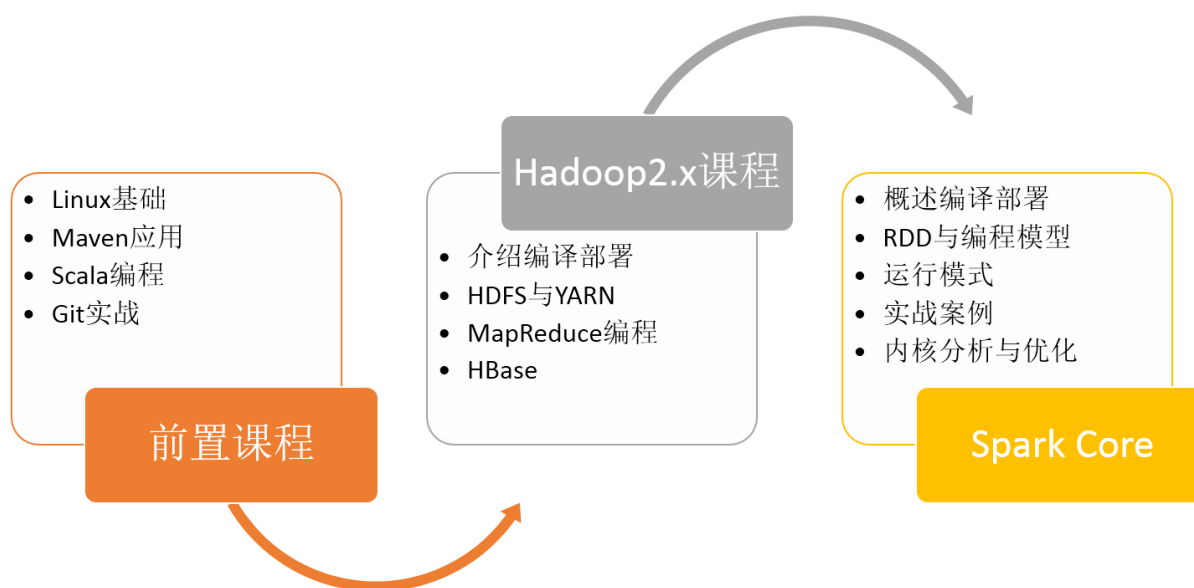 • Linux基础
• Maven应用
• Scala编程
• Git实战
前置课程
Hadoop2.x课程
• 介绍编译部署
• HDFS与YARN
• MapReduce编程
• HBase
• 概述编译部署
• RDD与编程模型
• 运行模式
• 实战案例
• 内核分析与优化
Spark Core